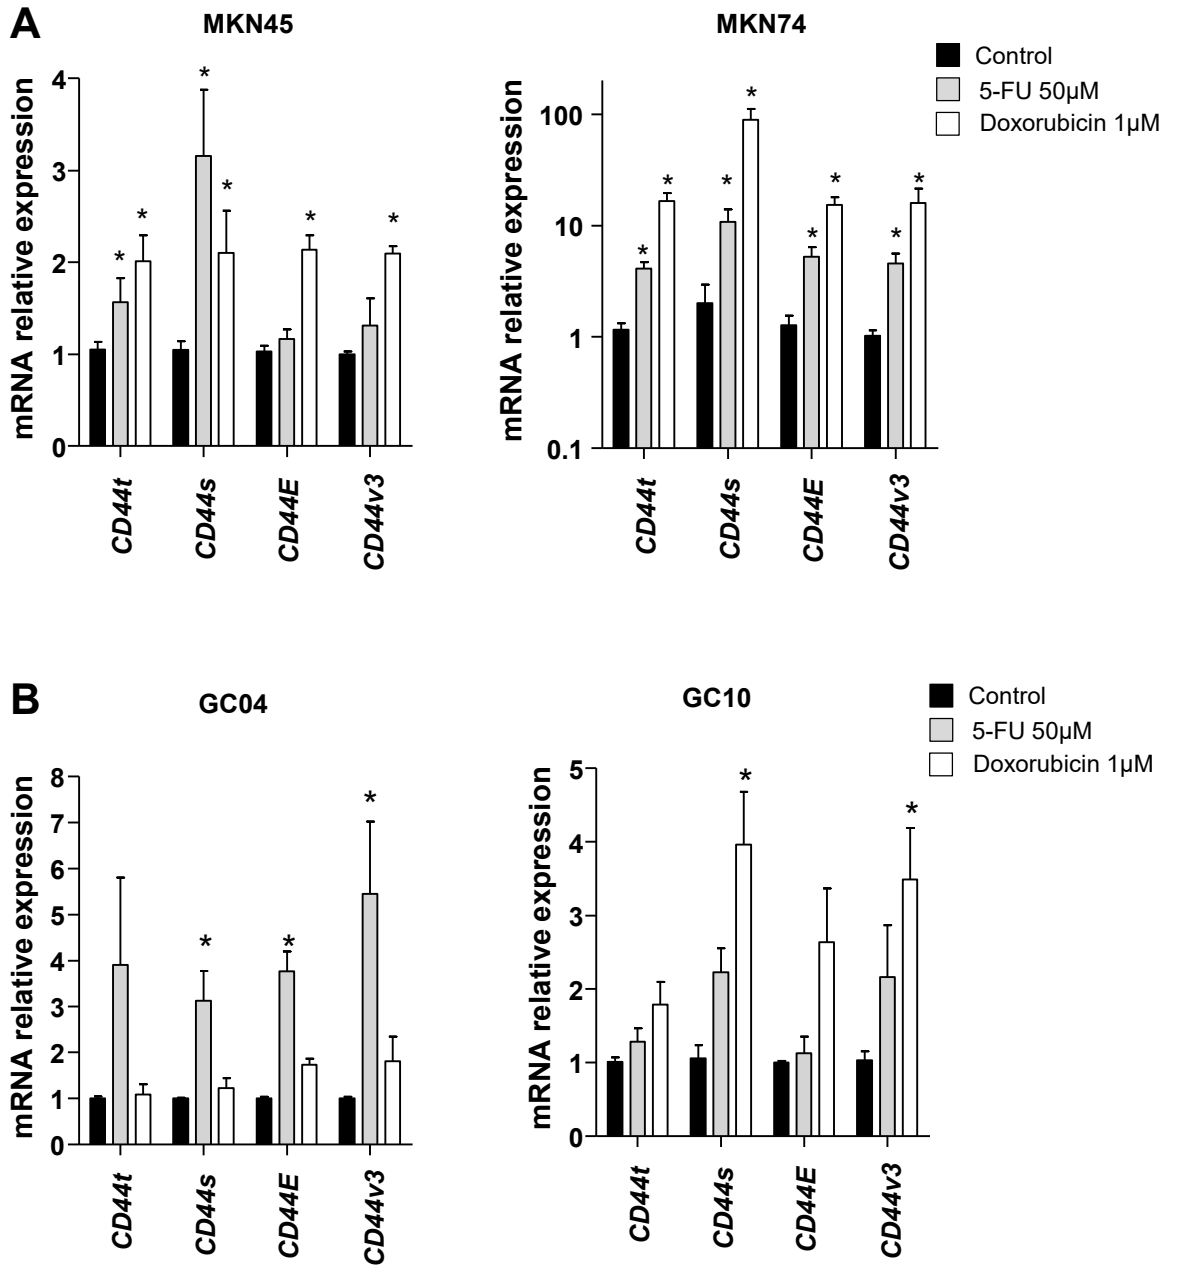 A
MKN45
MKN74
Control
5-FU 50µM
Doxorubicin 1µM
mRNA relative expression
4
3
2
1
0
* * * * * *
CD44t
CD44s
CD44E
CD44v3
mRNA relative expression
100
10
1
0.1
* * * * * * * *
CD44t
CD44s
CD44E
CD44v3
B
GC04
GC10
Control
5-FU 50µM
Doxorubicin 1µM
mRNA relative expression
8
7
6
5
4
3
2
1
0
* * *
CD44t
CD44s
CD44E
CD44v3
mRNA relative expression
5
4
3
2
1
0
* *
CD44t
CD44s
CD44E
CD44v3